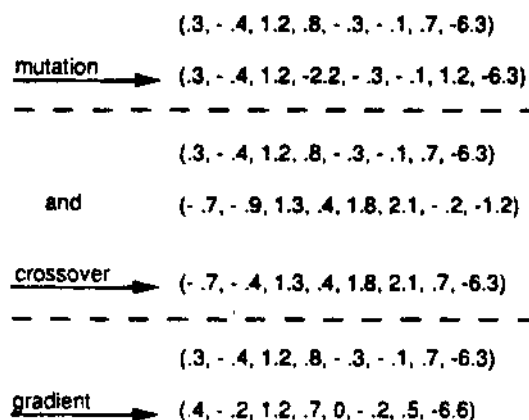 (.3, - .4, 1.2, .8, - .3, - .1, .7, -6.3)
mutation (.3, - .4, 1.2, -2.2, - .3, - .1, 1.2, -6.3)
(.3, - .4, 1.2, .8, - .3, - .1, .7, -6.3)
and (- .7, - .9, 1.3, .4, 1.8, 2.1, - .2, -1.2)
crossover (- .7, - .4, 1.3, .4, 1.8, 2.1, .7, -6.3)
(.3, - .4, 1.2, .8, - .3, - .1, .7, -6.3)
gradient (.4, - .2, 1.2, .7, 0, - .2, .5, -6.6)